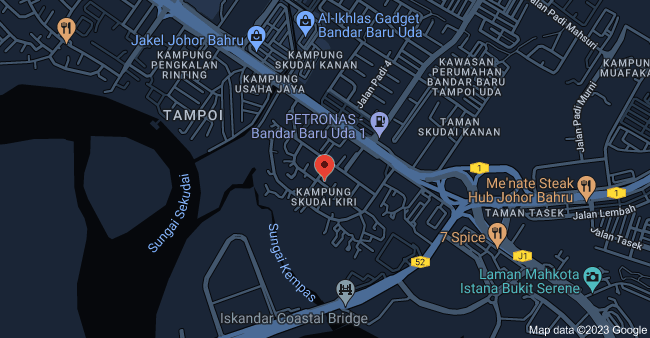 Al-Ikhlas Gadget
Bandar Baru Uda
Jalan Padi Mahsuri
Jakel Johor Bahru
KAMPUNG
PENGKALAN
RINTING
KAMPUNG
SKUDAI KANAN
KAWASAN
PERUMAHAN
BANDAR BARU
TAMPOI UDA
KAMPUNG
MUAFAKA
KAMPUNG
USAHA JAYA
Jalan Padi 4
Jalan Padi Murni
TAMPOI
PETRONAS -
Bandar Baru Uda 1
TAMAN
SKUDAI KANAN
1
KAMPUNG
SKUDAI KIRI
Me'nate Steak
Hub Johor Bahru
1
TAMAN TASEK
Jalan Lembah
Sungai Sekudai
Sungai Kempas
7 Spice
Jalan Tasek
J1
52
Laman Mahkota
Istana Bukit Serene
Iskandar Coastal Bridge
Map data ©2023 Google